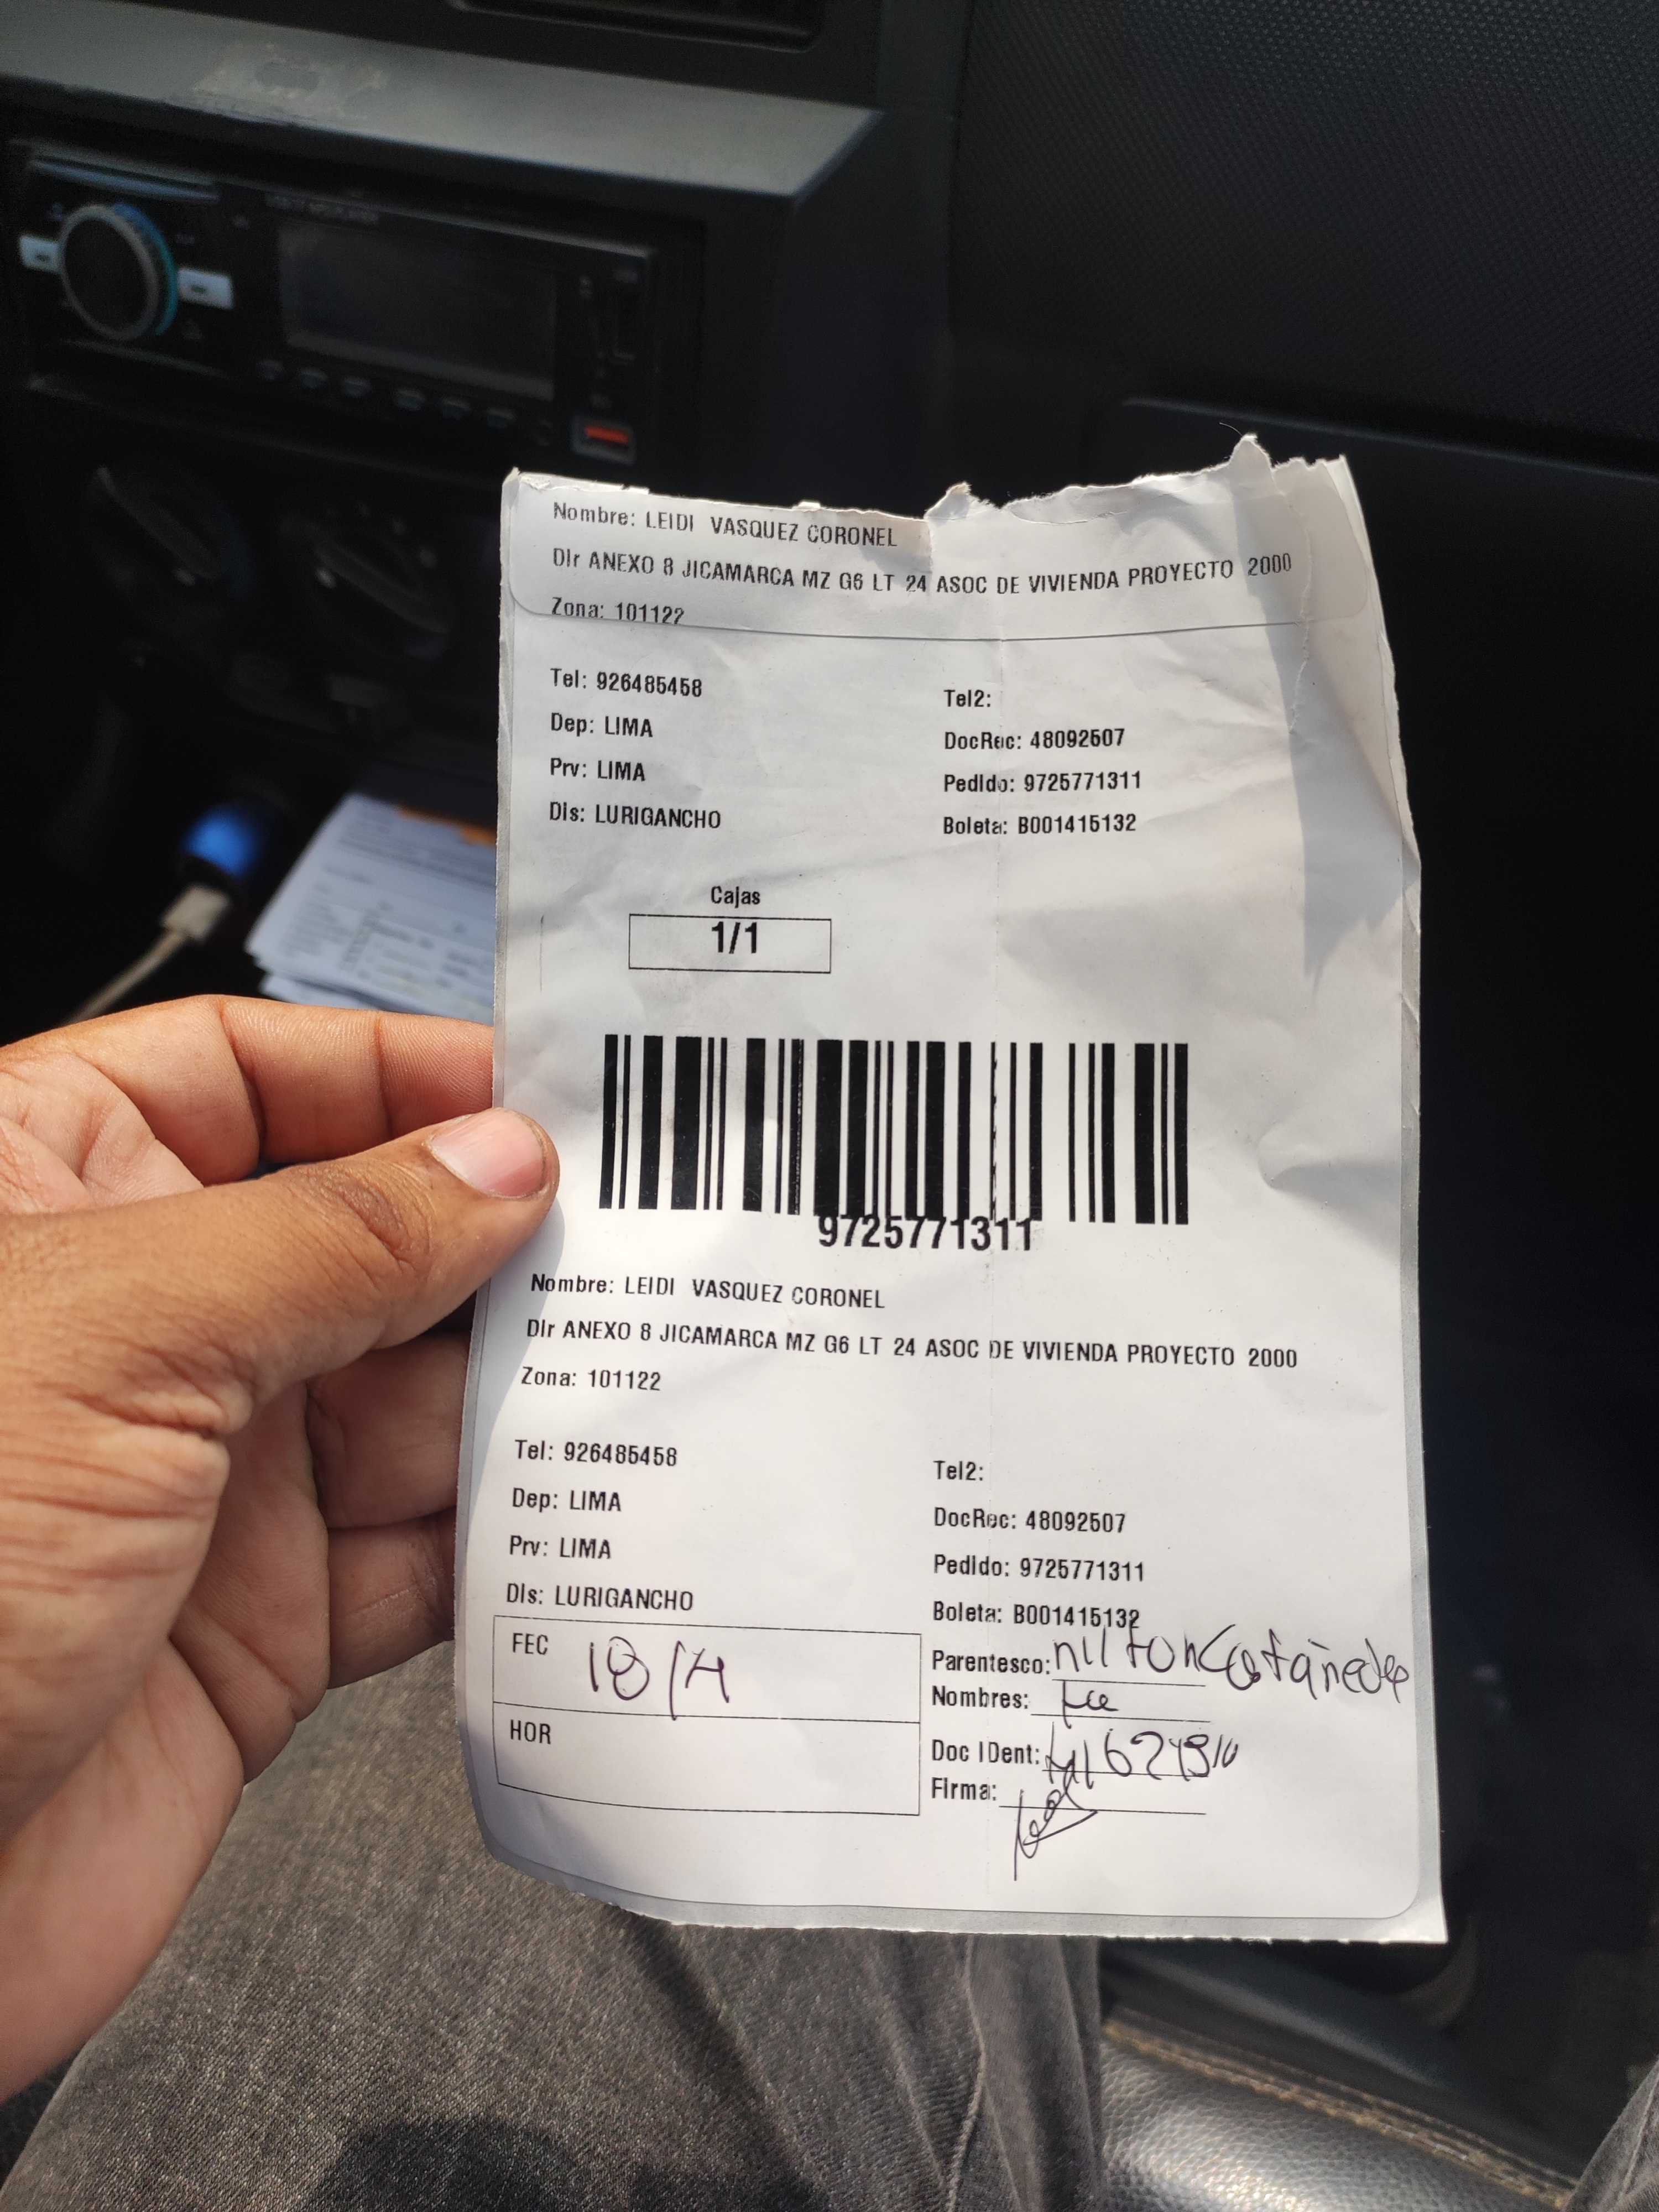 Nombre: LEIDI VASQUEZ CORONEL
DIr ANEXO 8 JICAMARCA MZ G6 LT 24 ASOC DE VIVIENDA PROYECTO 2000
Zona: 101122
Tel: 926485458
Tel2:
Dep: LIMA
DocRec: 48092507
Prv: LIMA
PedIdo: 9725771311
DIs: LURIGANCHO
Boleta: B001415132
Cajas
1/1
9725771311
Nombre: LEIDI VASQUEZ CORONEL
DIr ANEXO 8 JICAMARCA MZ G6 LT 24 ASOC DE VIVIENDA PROYECTO 2000
Zona: 101122
Tel: 926485458
Tel2:
Dep: LIMA
DocRec: 48092507
Prv: LIMA
PedIdo: 9725771311
DIs: LURIGANCHO
Boleta: B001415132
FEC 18/4
Parentesco: nilton
Nombres:
HOR
Doc IDent:
FIrma: